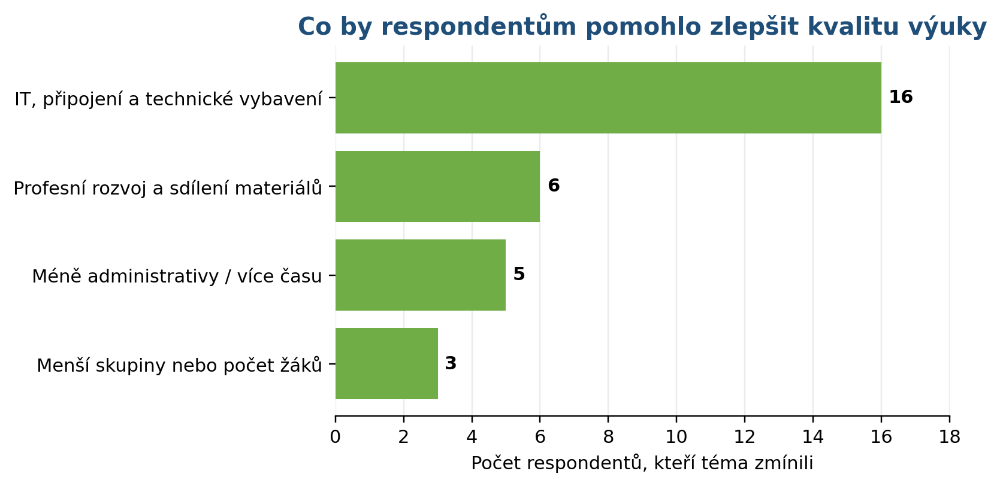 Co by respondentům pomohlo zlepšit kvalitu výuky
IT, připojení a technické vybavení
16
Profesní rozvoj a sdílení materiálů
6
Méně administrativy / více času
5
Menší skupiny nebo počet žáků
3
0 2 4 6 8 10 12 14 16 18
Počet respondentů, kteří téma zmínili